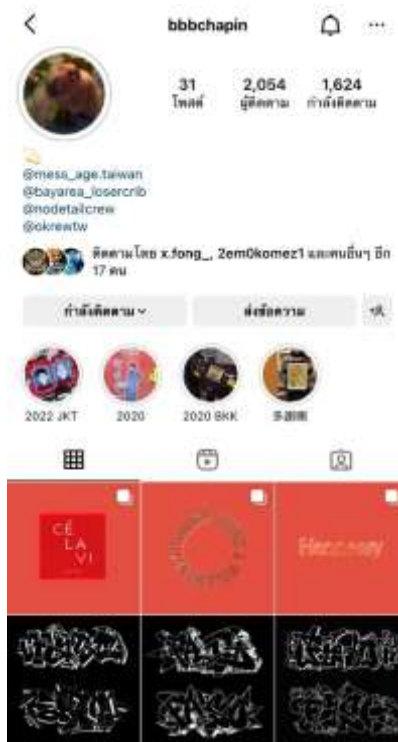 bbbchapin
31 2,054 1,624
โพสต์ ผู้ติดตาม กำลังติดตาม
@mess_age.taiwan
@bayarea_losercrib
@nodetailcrew
@okrewtw
ติดตามโดย x.fong_, 2em0komez1 และคนอื่นๆ อีก
17 คน
กำลังติดตาม ส่งข้อความ
2022 JKT 2020 2020 BKK
CÉ
LA
VI
Hennessy